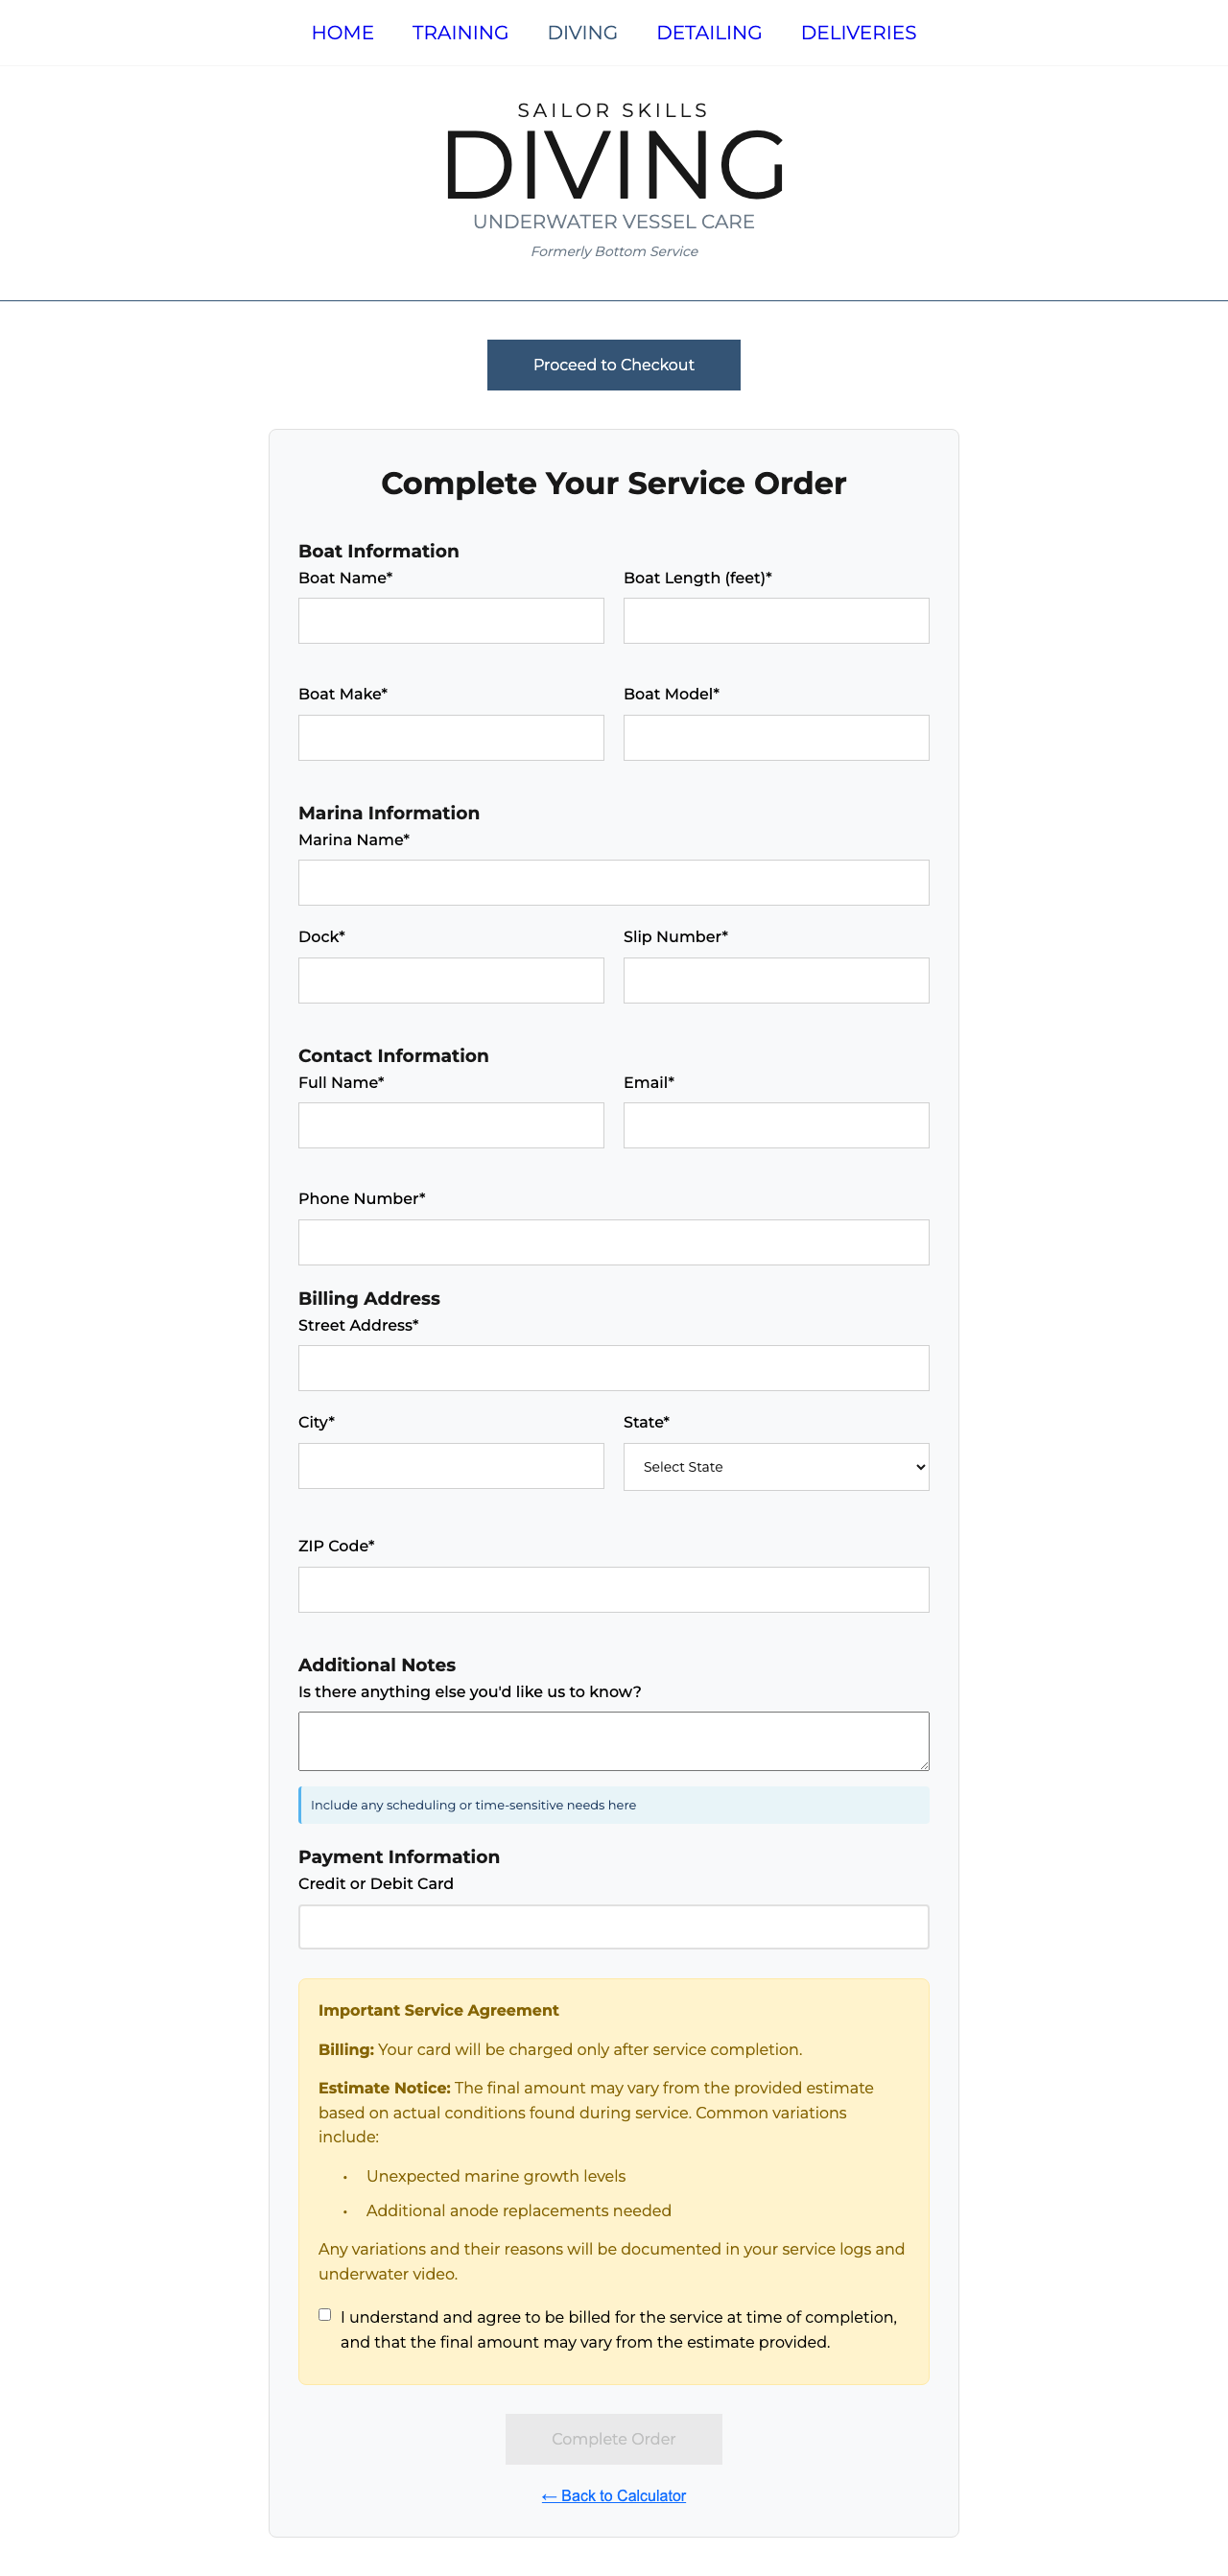 HOME TRAINING DIVING DETAILING DELIVERIES
SAILOR SKILLS
DIVING
UNDERWATER VESSEL CARE
Formerly Bottom Service
Proceed to Checkout
Complete Your Service Order
Boat Information
Boat Name* Boat Length (feet)*
Boat Make* Boat Model*
Marina Information
Marina Name*
Dock* Slip Number*
Contact Information
Full Name* Email*
Phone Number*
Billing Address
Street Address*
City* State*
Select State
ZIP Code*
Additional Notes
Is there anything else you'd like us to know?
Include any scheduling or time-sensitive needs here
Payment Information
Credit or Debit Card
Important Service Agreement
Billing: Your card will be charged only after service completion.
Estimate Notice: The final amount may vary from the provided estimate
based on actual conditions found during service. Common variations
include:
• Unexpected marine growth levels
• Additional anode replacements needed
Any variations and their reasons will be documented in your service logs and
underwater video.
I understand and agree to be billed for the service at time of completion,
and that the final amount may vary from the estimate provided.
Complete Order
← Back to Calculator